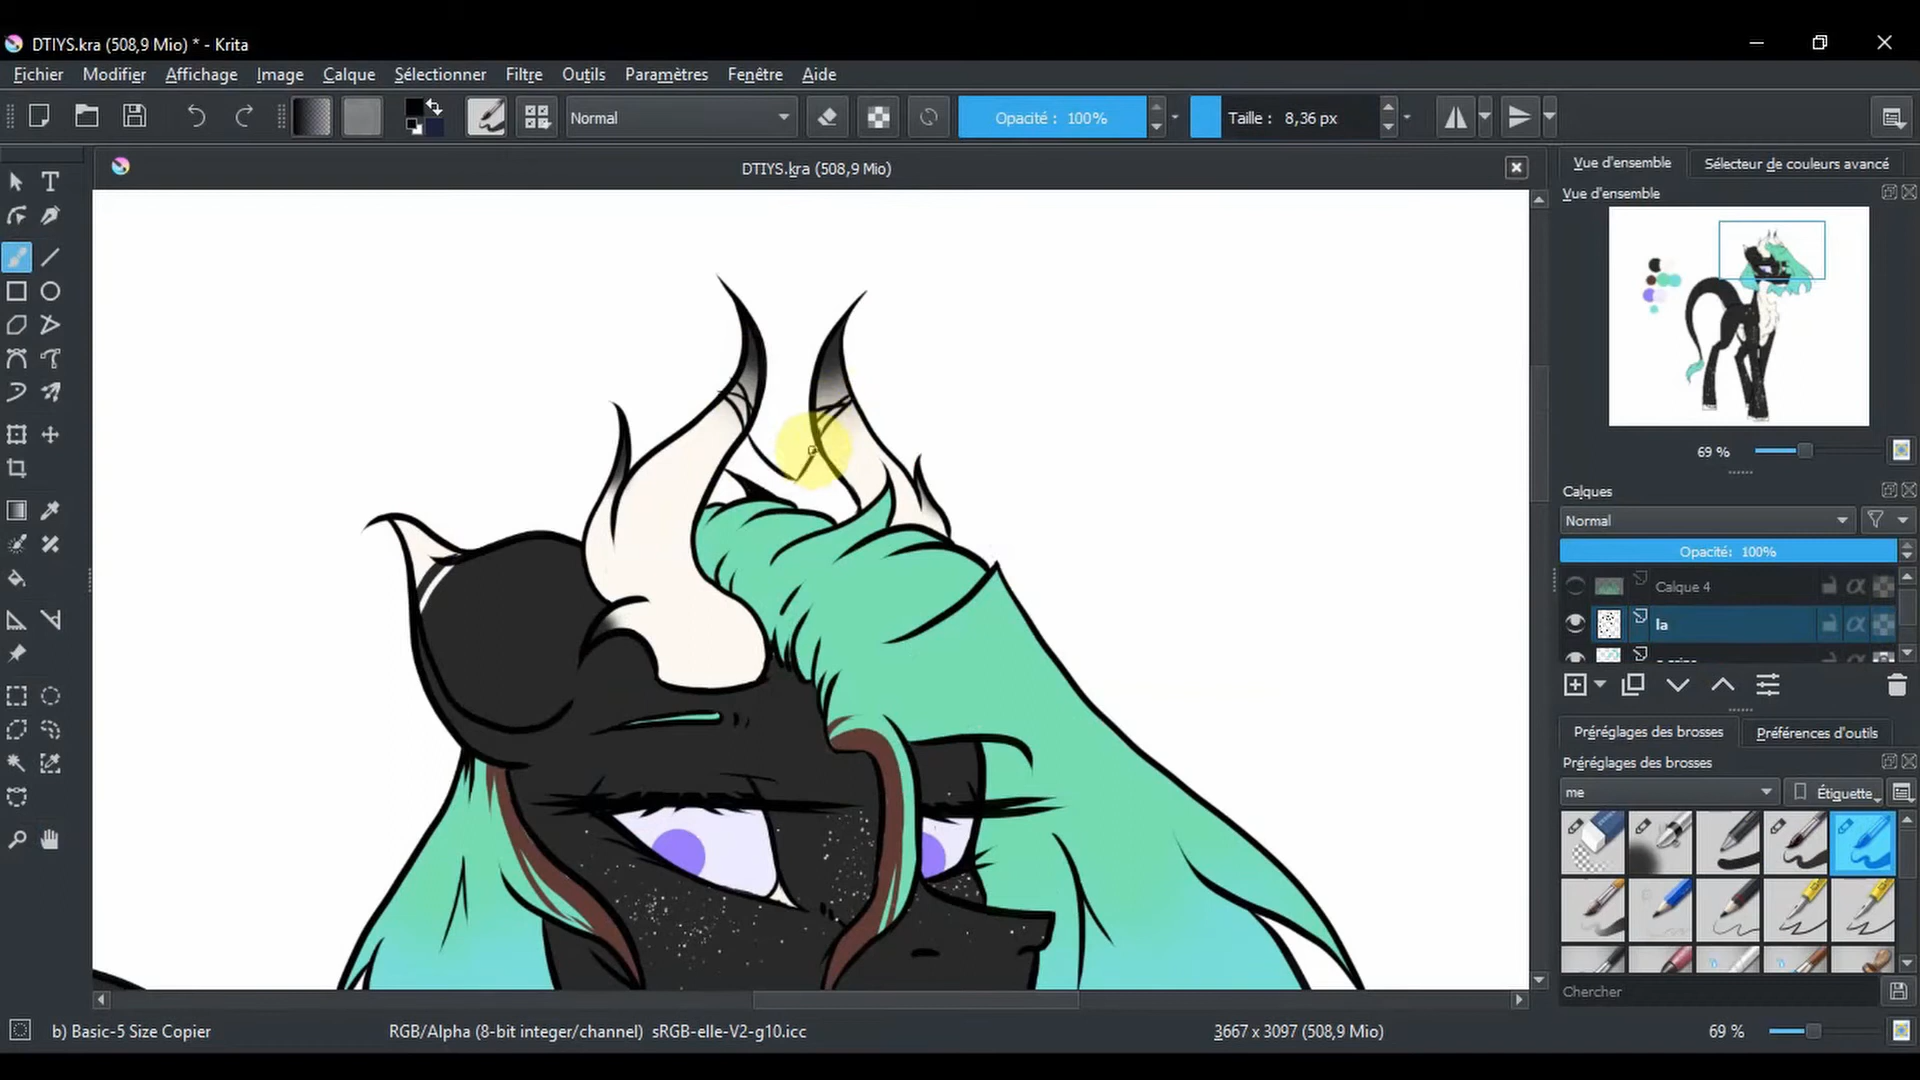 DTIYS.kra (508,9 Mio) * - Krita
Fichier Modifier Affichage Image Calque Sélectionner Filtre Outils Paramètres Fenêtre Aide
Normal Opacité : 100% Taille : 8,36 px
DTIYS.kra (508,9 Mio)
Vue d'ensemble Sélecteur de couleurs avancé
Vue d'ensemble
69 %
Calques
Normal
Opacité: 100%
Calque 4
la
Préréglages des brosses Préférences d'outils
Préréglages des brosses
me Étiquette
Chercher
b) Basic-5 Size Copier RGB/Alpha (8-bit integer/channel) sRGB-elle-V2-g10.icc 3667 x 3097 (508,9 Mio) 69 %